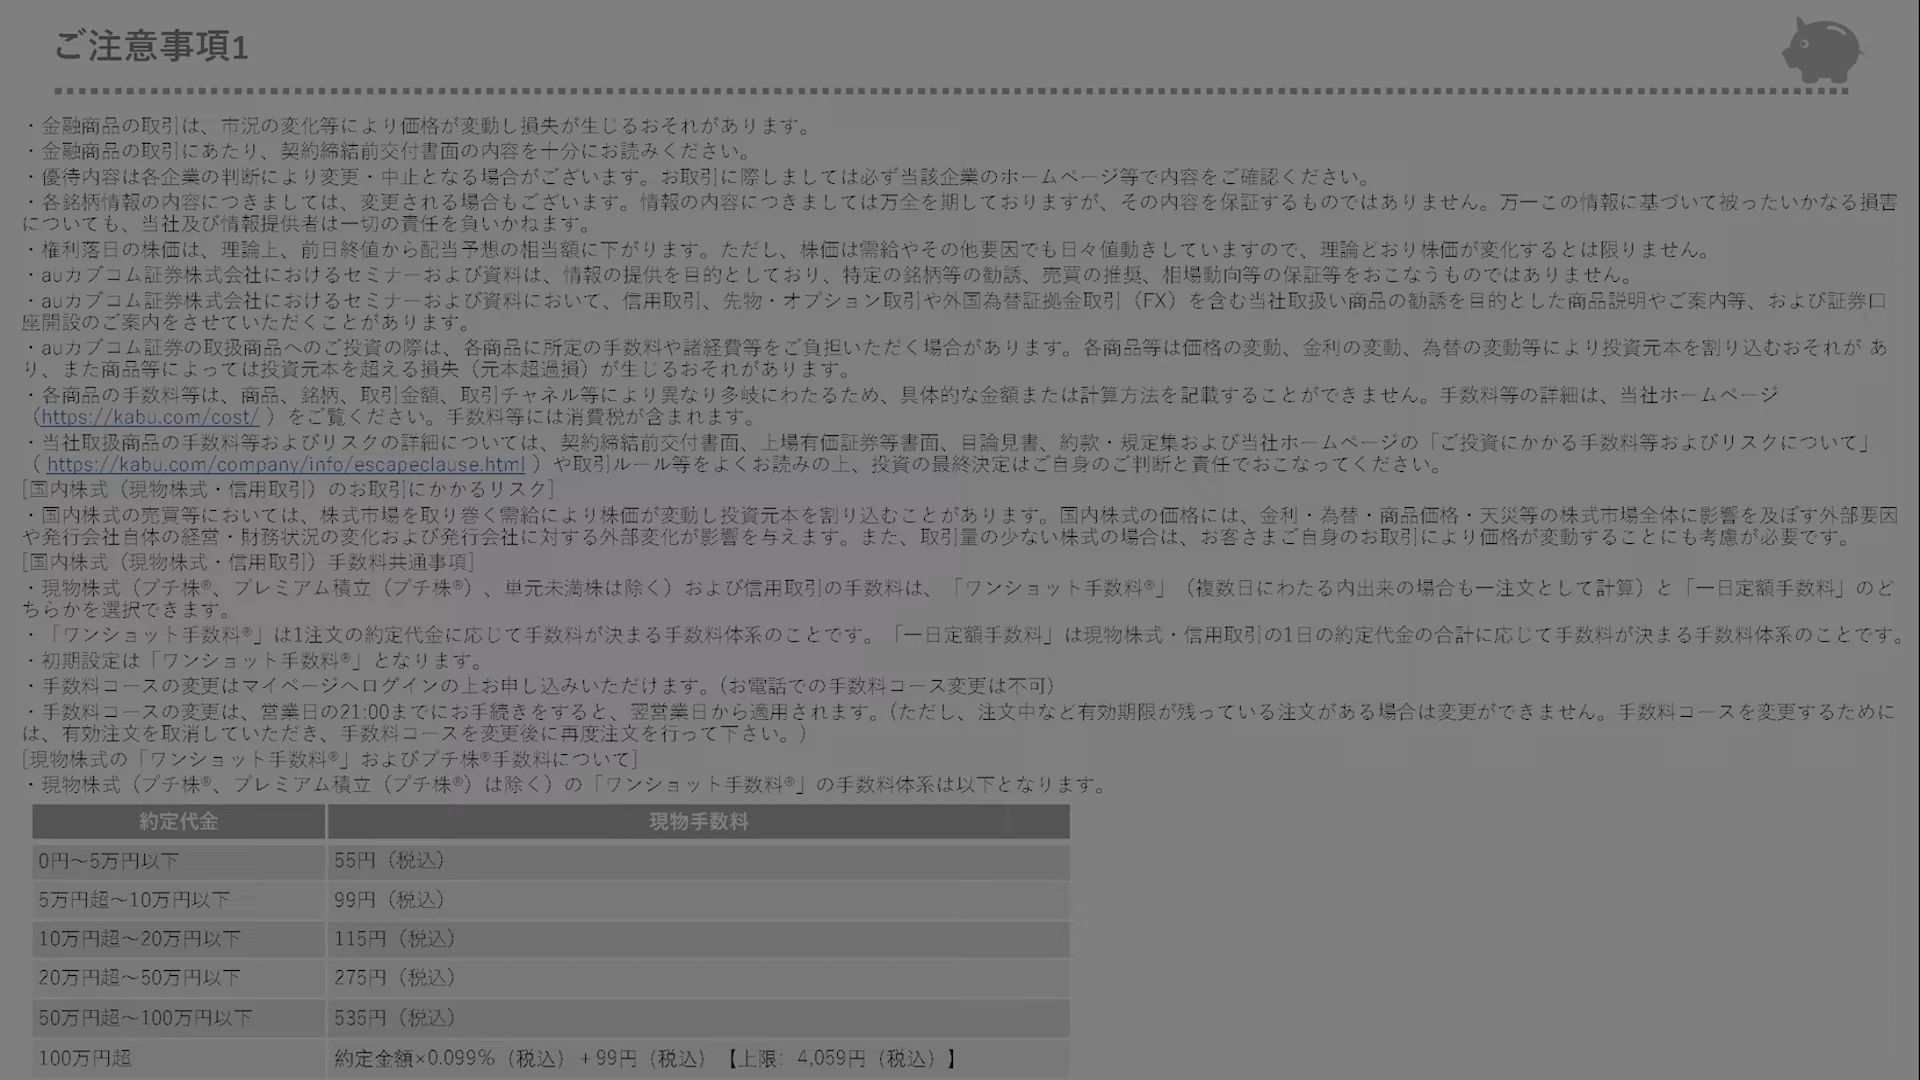 ご注意事項1
・金融商品の取引は、市況の変化等により価格が変動し損失が生じるおそれがあります。
・金融商品の取引にあたり、契約締結前交付書面の内容を十分にお読みください。
・優待内容は各企業の判断により変更・中止となる場合がございます。お取引に際しましては必ず当該企業のホームページ等で内容をご確認ください。
・各銘柄情報の内容につきましては、変更される場合もございます。情報の内容につきましては万全を期しておりますが、その内容を保証するものではありません。万一この情報に基づいて被ったいかなる損害
についても、当社及び情報提供者は一切の責任を負いかねます。
・権利落日の株価は、理論上、前日終値から配当予想の相当額に下がります。ただし、株価は需給やその他要因でも日々値動きしていますので、理論どおり株価が変化するとは限りません。
・auカブコム証券株式会社におけるセミナーおよび資料は、情報の提供を目的としており、特定の銘柄等の勧誘、売買の推奨、相場動向等の保証等をおこなうものではありません。
・auカブコム証券株式会社におけるセミナーおよび資料において、信用取引、先物・オプション取引や外国為替証拠金取引（FX）を含む当社取扱い商品の勧誘を目的とした商品説明やご案内等、および証券口
座開設のご案内をさせていただくことがあります。
・auカブコム証券の取扱商品へのご投資の際は、各商品に所定の手数料や諸経費等をご負担いただく場合があります。各商品等は価格の変動、金利の変動、為替の変動等により投資元本を割り込むおそれが あ
り、また商品等によっては投資元本を超える損失（元本超過損）が生じるおそれがあります。
・各商品の手数料等は、商品、銘柄、取引金額、取引チャネル等により異なり多岐にわたるため、具体的な金額または計算方法を記載することができません。手数料等の詳細は、当社ホームページ
（https://kabu.com/cost/ ）をご覧ください。手数料等には消費税が含まれます。
・当社取扱商品の手数料等およびリスクの詳細については、契約締結前交付書面、上場有価証券等書面、目論見書、約款・規定集および当社ホームページの「ご投資にかかる手数料等およびリスクについて」
（ https://kabu.com/company/info/escapeclause.html ）や取引ルール等をよくお読みの上、投資の最終決定はご自身のご判断と責任でおこなってください。
[国内株式（現物株式・信用取引）のお取引にかかるリスク]
・国内株式の売買等においては、株式市場を取り巻く需給により株価が変動し投資元本を割り込むことがあります。国内株式の価格には、金利・為替・商品価格・天災等の株式市場全体に影響を及ぼす外部要因
や発行会社自体の経営・財務状況の変化および発行会社に対する外部変化が影響を与えます。また、取引量の少ない株式の場合は、お客さまご自身のお取引により価格が変動することにも考慮が必要です。
[国内株式（現物株式・信用取引）手数料共通事項]
・現物株式（プチ株®、プレミアム積立（プチ株®）、単元未満株は除く）および信用取引の手数料は、「ワンショット手数料®」（複数日にわたる内出来の場合も一注文として計算）と「一日定額手数料」のど
ちらかを選択できます。
・「ワンショット手数料®」は1注文の約定代金に応じて手数料が決まる手数料体系のことです。「一日定額手数料」は現物株式・信用取引の1日の約定代金の合計に応じて手数料が決まる手数料体系のことです。
・初期設定は「ワンショット手数料®」となります。
・手数料コースの変更はマイページへログインの上お申し込みいただけます。（お電話での手数料コース変更は不可）
・手数料コースの変更は、営業日の21:00までにお手続きをすると、翌営業日から適用されます。（ただし、注文中など有効期限が残っている注文がある場合は変更ができません。手数料コースを変更するために
は、有効注文を取消していただき、手数料コースを変更後に再度注文を行って下さい。）
[現物株式の「ワンショット手数料®」およびプチ株®手数料について]
・現物株式（プチ株®、プレミアム積立（プチ株®）は除く）の「ワンショット手数料®」の手数料体系は以下となります。
約定代金 現物手数料
0円～5万円以下 55円（税込）
5万円超～10万円以下 99円（税込）
10万円超～20万円以下 115円（税込）
20万円超～50万円以下 275円（税込）
50万円超～100万円以下 535円（税込）
100万円超 約定金額×0.099%（税込）＋99円（税込）【上限：4,059円（税込）】